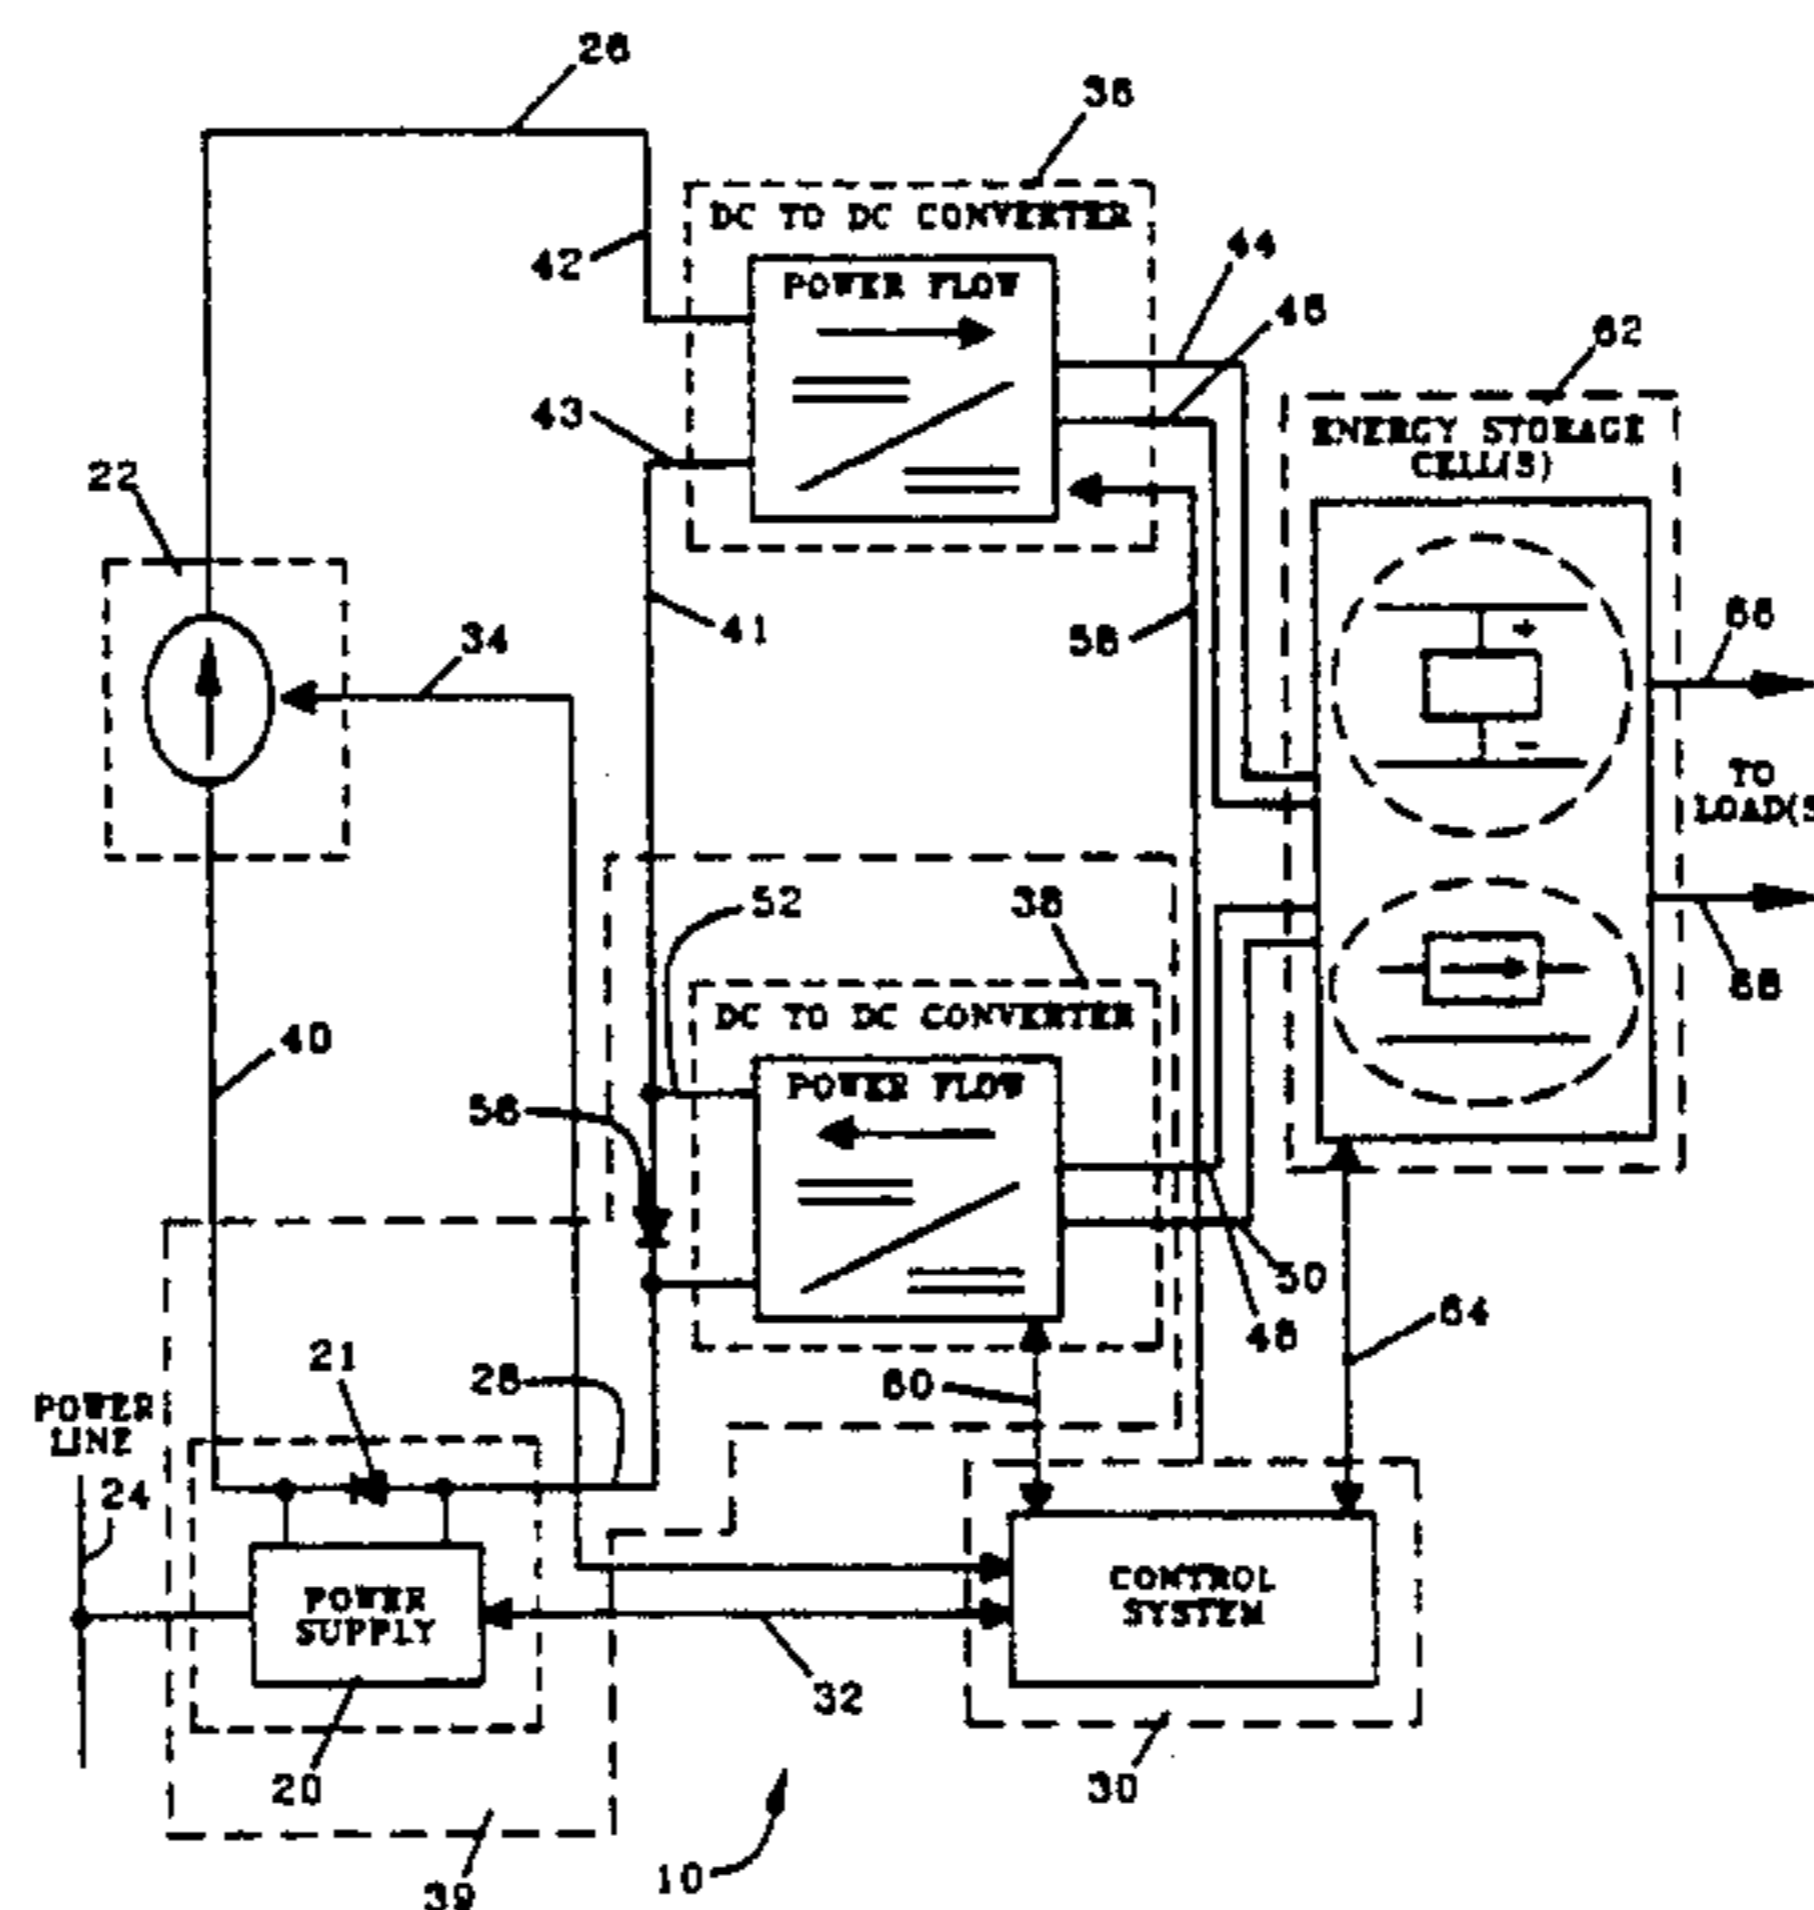 26
36
DC TO DC CONVERTER
44
42
POWER FLOW
46
62
ENERGY STORAGE
CELL(S)
43
22
66
41
58
34
TO
LOAD(S
52
38
68
DC TO DC CONVERTER
40
POWER FLOW
56
50
48
64
21
28
60
POWER
LINE
24
CONTROL
SYSTEM
POWER
SUPPLY
32
20
30
10
39